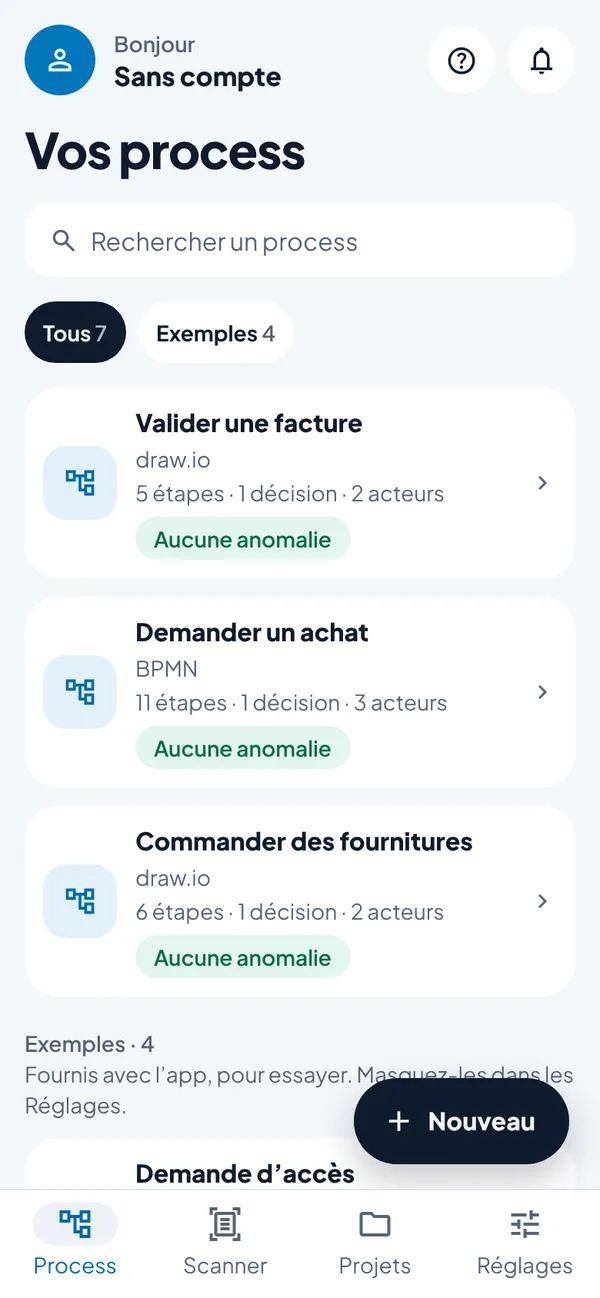 Bonjour
Sans compte
Vos process
Rechercher un process
Tous 7
Exemples 4
Valider une facture
draw.io
5 étapes · 1 décision · 2 acteurs
Aucune anomalie
Demander un achat
BPMN
11 étapes · 1 décision · 3 acteurs
Aucune anomalie
Commander des fournitures
draw.io
6 étapes · 1 décision · 2 acteurs
Aucune anomalie
Exemples · 4
Fournis avec l’app, pour essayer. Masquez-les dans les
Réglages.
Nouveau
Demande d’accès
Process
Scanner
Projets
Réglages